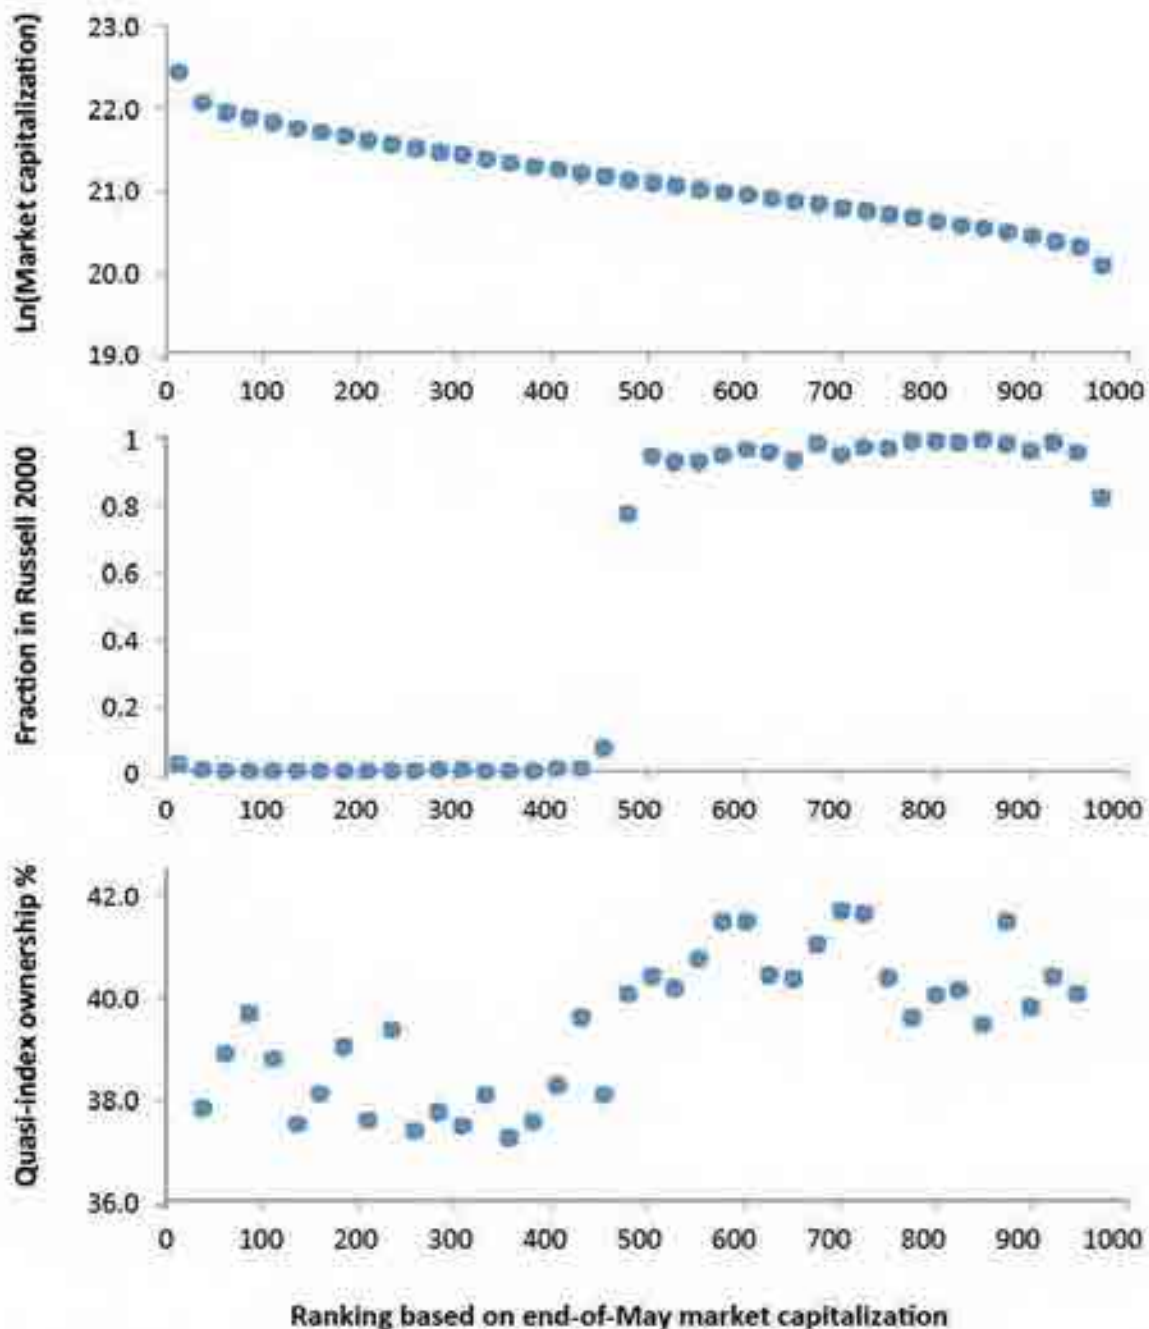 Ln(Market capitalization)
23.0
22.0
21.0
20.0
19.0
0 100 200 300 400 500 600 700 800 900 1000
Fraction in Russell 2000
1
0.8
0.6
0.4
0.2
0
0 100 200 300 400 500 600 700 800 900 1000
Quasi-index ownership %
42.0
40.0
38.0
36.0
0 100 200 300 400 500 600 700 800 900 1000
Ranking based on end-of-May market capitalization